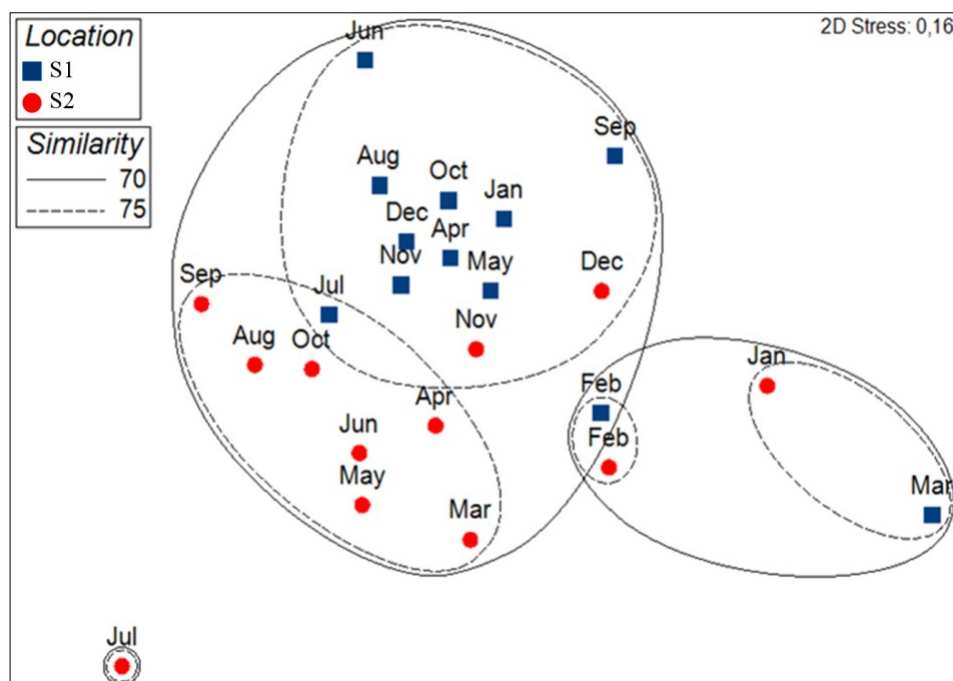 Location
S1
S2
Similarity
70
75
2D Stress: 0,16
Jun
Sep
Aug
Oct
Jan
Dec
Apr
Nov
May
Dec
Sep
Jul
Nov
Aug
Oct
Jan
Feb
Apr
Jun
Feb
May
Mar
Mar
Jul